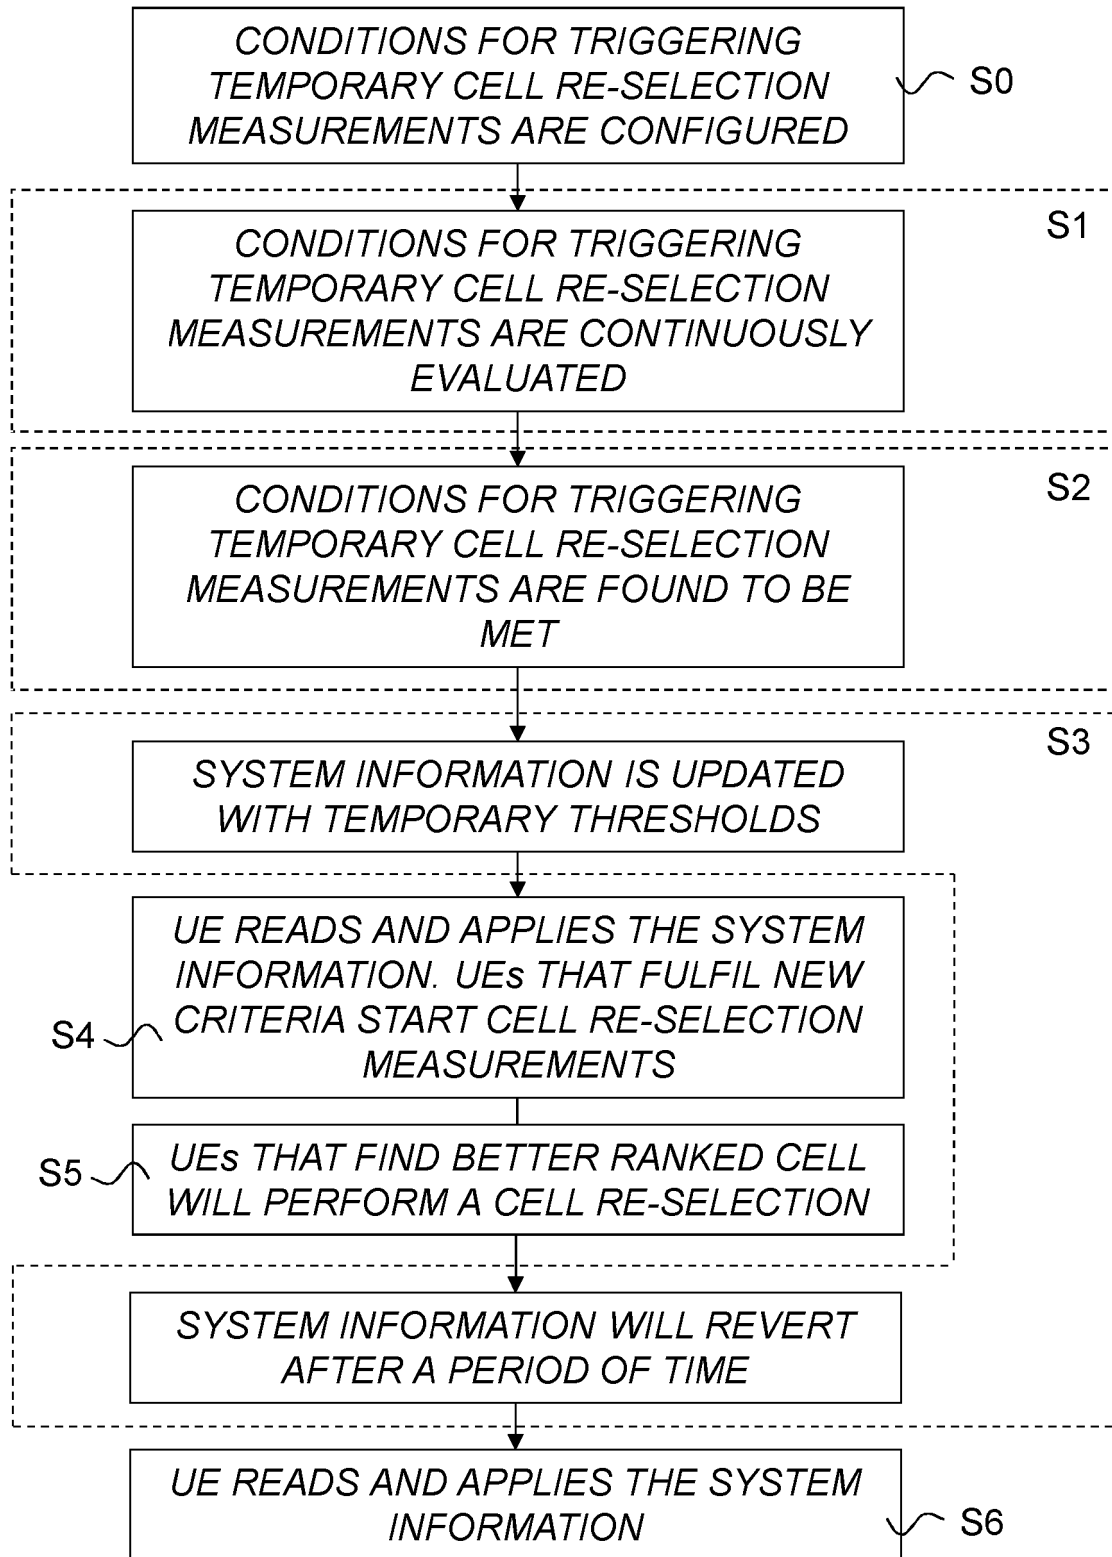 CONDITIONS FOR TRIGGERING
TEMPORARY CELL RE-SELECTION
MEASUREMENTS ARE CONFIGURED
S0
S1
CONDITIONS FOR TRIGGERING
TEMPORARY CELL RE-SELECTION
MEASUREMENTS ARE CONTINUOUSLY
EVALUATED
S2
CONDITIONS FOR TRIGGERING
TEMPORARY CELL RE-SELECTION
MEASUREMENTS ARE FOUND TO BE
MET
S3
SYSTEM INFORMATION IS UPDATED
WITH TEMPORARY THRESHOLDS
UE READS AND APPLIES THE SYSTEM
INFORMATION. UEs THAT FULFIL NEW
CRITERIA START CELL RE-SELECTION
MEASUREMENTS
S4
UEs THAT FIND BETTER RANKED CELL
WILL PERFORM A CELL RE-SELECTION
S5
SYSTEM INFORMATION WILL REVERT
AFTER A PERIOD OF TIME
UE READS AND APPLIES THE SYSTEM
INFORMATION
S6